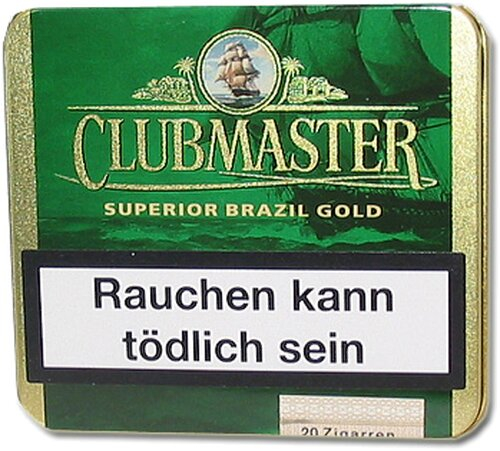 CLUBMASTER
SUPERIOR BRAZIL GOLD
Rauchen kann
tödlich sein
20 Zigarren